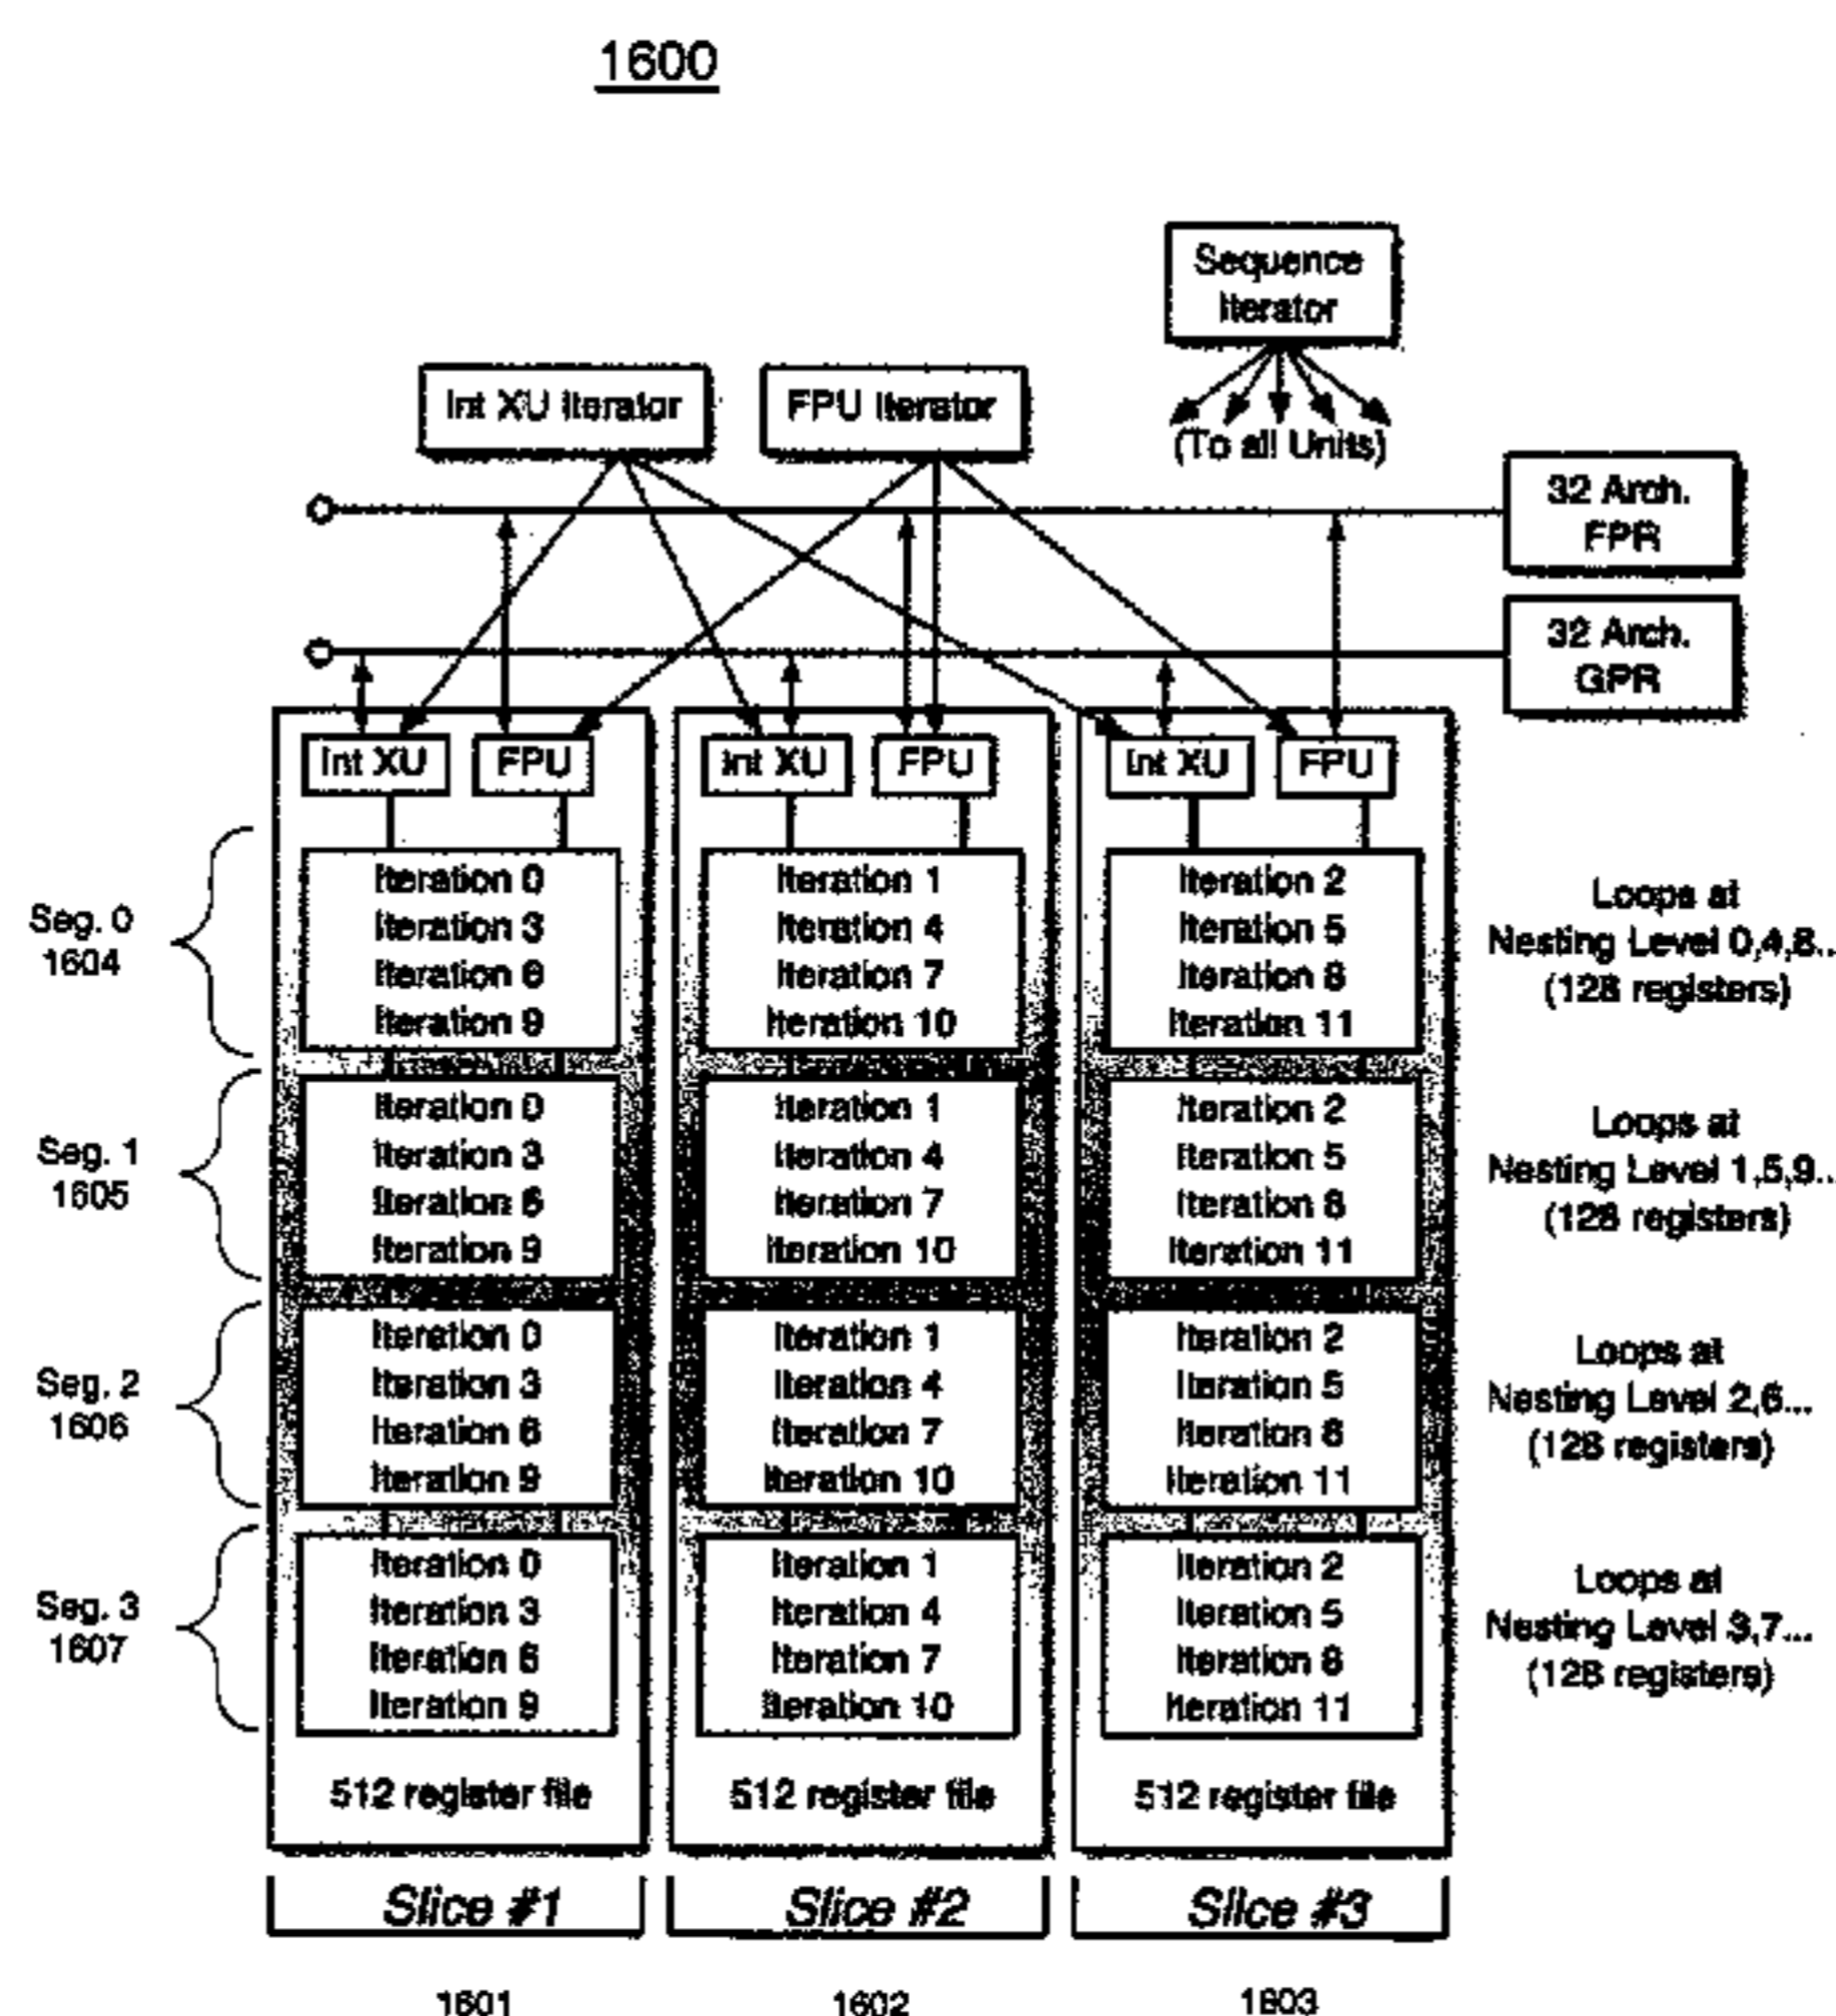 1600
Sequence
Iterator
Int XU Iterator
FPU Iterator
(To all Units)
32 Arch.
FPR
32 Arch.
GPR
Int XU
FPU
Int XU
FPU
Int XU
FPU
Seg. 0
1604
Iteration 0
Iteration 3
Iteration 6
Iteration 9
Iteration 1
Iteration 4
Iteration 7
Iteration 10
Iteration 2
Iteration 5
Iteration 8
Iteration 11
Loops at
Nesting Level 0,4,8..
(128 registers)
Seg. 1
1605
Iteration 0
Iteration 3
Iteration 6
Iteration 9
Iteration 1
Iteration 4
Iteration 7
Iteration 10
Iteration 2
Iteration 5
Iteration 8
Iteration 11
Loops at
Nesting Level 1,5,9..
(128 registers)
Seg. 2
1606
Iteration 0
Iteration 3
Iteration 6
Iteration 9
Iteration 1
Iteration 4
Iteration 7
Iteration 10
Iteration 2
Iteration 5
Iteration 8
Iteration 11
Loops at
Nesting Level 2,6...
(128 registers)
Seg. 3
1607
Iteration 0
Iteration 3
Iteration 6
Iteration 9
Iteration 1
Iteration 4
Iteration 7
Iteration 10
Iteration 2
Iteration 5
Iteration 8
Iteration 11
Loops at
Nesting Level 3,7...
(128 registers)
512 register file
512 register file
512 register file
Slice #1
Slice #2
Slice #3
1601
1602
1603